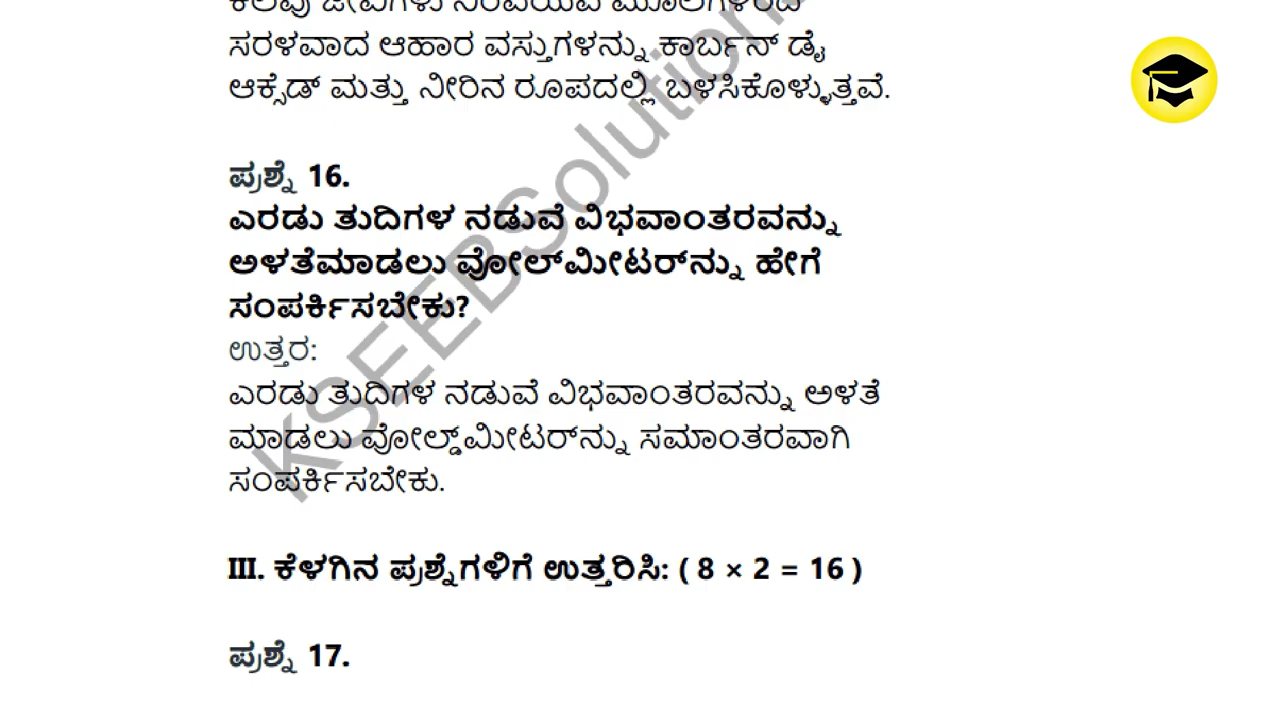 ಸರಳವಾದ ಆಹಾರ ವಸ್ತುಗಳನ್ನು ಕಾರ್ಬನ್ ಡೈ
ಆಕ್ಸೆಡ್ ಮತ್ತು ನೀರಿನ ರೂಪದಲ್ಲಿ ಬಳಸಿಕೊಳ್ಳುತ್ತವೆ.
ಪ್ರಶ್ನೆ 16.
ಎರಡು ತುದಿಗಳ ನಡುವೆ ವಿಭವಾಂತರವನ್ನು
ಅಳತೆಮಾಡಲು ವೋಲ್‌ಮೀಟರ್‌ನ್ನು ಹೇಗೆ
ಸಂಪರ್ಕಿಸಬೇಕು?
ಉತ್ತರ:
ಎರಡು ತುದಿಗಳ ನಡುವೆ ವಿಭವಾಂತರವನ್ನು ಅಳತೆ
ಮಾಡಲು ವೋಲ್ಡ್‌ಮೀಟರ್‌ನ್ನು ಸಮಾಂತರವಾಗಿ
ಸಂಪರ್ಕಿಸಬೇಕು.
III. ಕೆಳಗಿನ ಪ್ರಶ್ನೆಗಳಿಗೆ ಉತ್ತರಿಸಿ: ( 8 × 2 = 16 )
ಪ್ರಶ್ನೆ 17.
KSEEBSolution